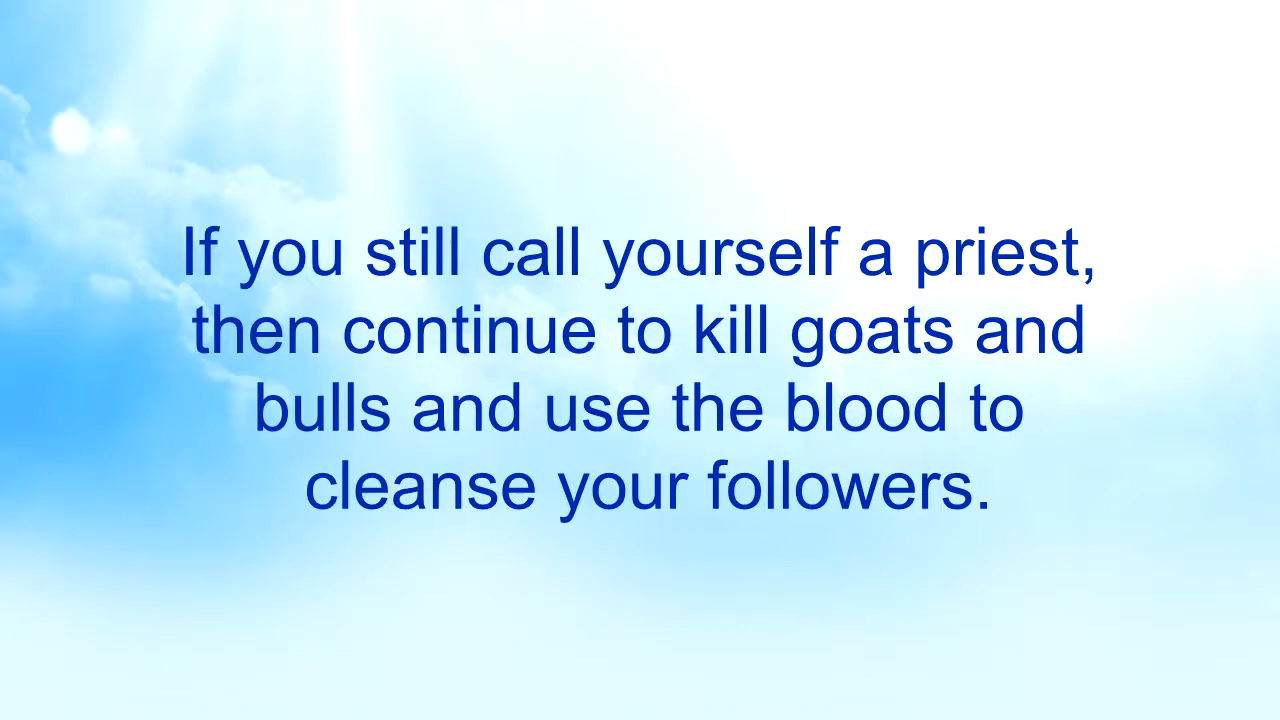 If you still call yourself a priest,
then continue to kill goats and
bulls and use the blood to
cleanse your followers.